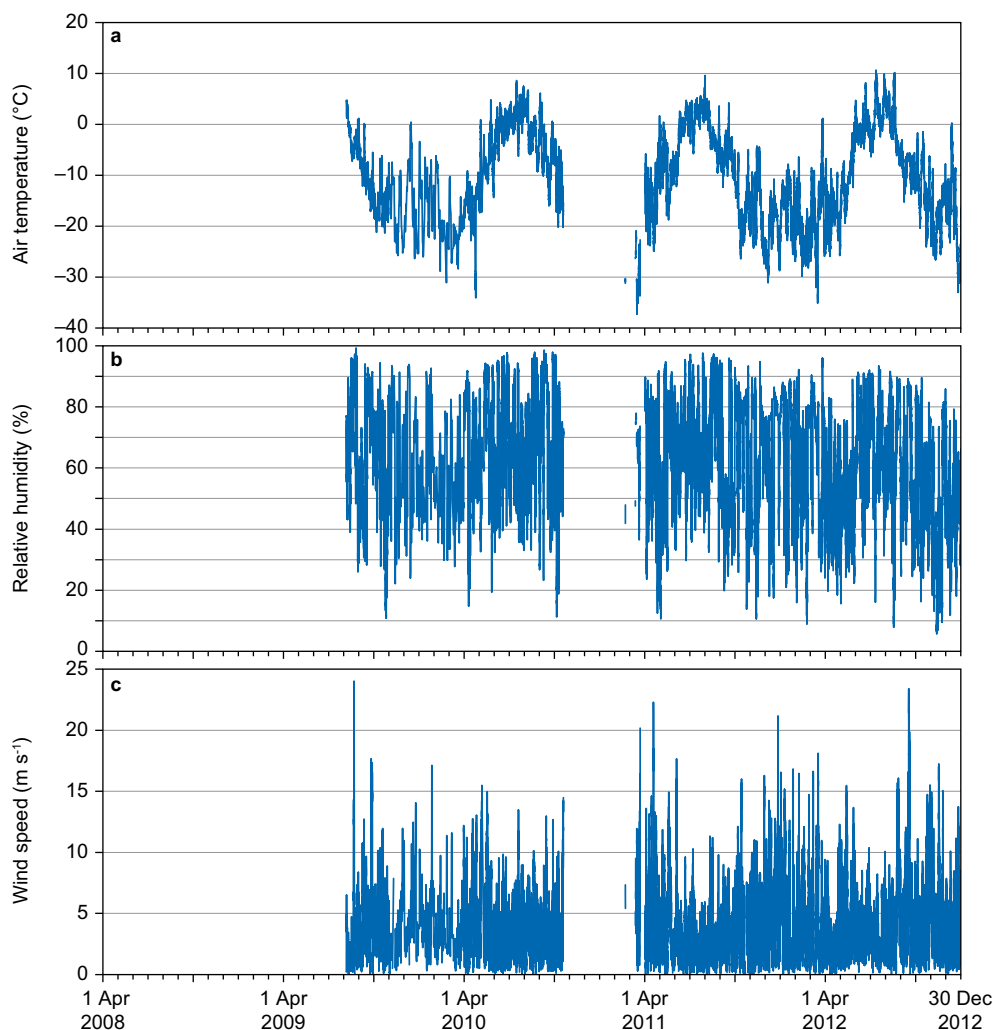 a
Air temperature (°C)
20
10
0
–10
–20
–30
–40
b
Relative humidity (%)
100
80
60
40
20
0
c
Wind speed (m s-1)
25
20
15
10
5
0
1 Apr 1 Apr 1 Apr 1 Apr 1 Apr 30 Dec
2008 2009 2010 2011 2012 2012